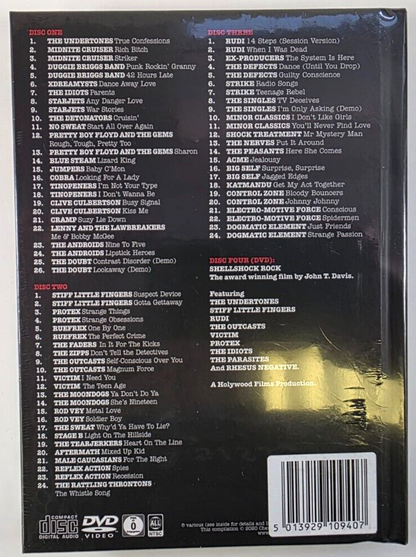 DISC ONE
1. THE UNDERTONES True Confessions
2. MIDNITE CRUISER Rich Bitch
3. MIDNITE CRUISER Striker
4. DUGGIE BRIGGS BAND Punk Rockin' Granny
5. DUGGIE BRIGGS BAND 42 Hours Late
6. XDREAMYSTS Dance Away Love
7. THE IDIOTS Parents
8. STARJETS Any Danger Love
9. STARJETS War Stories
10. THE DETONATORS Cruisin'
11. NO SWEAT Start All Over Again
12. PRETTY BOY FLOYD AND THE GEMS
Rough, Tough, Pretty Too
13. PRETTY BOY FLOYD AND THE GEMS Sharon
14. BLUE STEAM Lizard King
15. JUMPERS Baby C'Mon
16. COBRA Looking For A Lady
17. TINOPENERS I'm Not Your Type
18. TINOPENERS I Don't Wanna Be
19. CLIVE CULBERTSON Busy Signal
20. CLIVE CULBERTSON Kiss Me
21. CRAMP Suzy Lie Down
22. LENNY AND THE LAWBREAKERS
Me & Bobby McGee
23. THE ANDROIDS Nine To Five
24. THE ANDROIDS Lipstick Heroes
25. THE DOUBT Contrast Disorder (Demo)
26. THE DOUBT Lookaway (Demo)
DISC TWO
1. STIFF LITTLE FINGERS Suspect Device
2. STIFF LITTLE FINGERS Gotta Gettaway
3. PROTEX Strange Things
4. PROTEX Strange Obsessions
5. RUEFREX One By One
6. RUEFREX The Perfect Crime
7. THE FADERS In It For The Kicks
8. THE ZIPPS Don't Tell the Detectives
9. THE OUTCASTS Self Conscious Over You
10. THE OUTCASTS Magnum Force
11. VICTIM I Need You
12. VICTIM The Teen Age
13. THE MOONDOGS Ya Don't Do Ya
14. THE MOONDOGS She's Nineteen
15. ROD VEY Metal Love
16. ROD VEY Soldier Boy
17. THE SWEAT Why'd Ya Have To Lie?
18. STAGE B Light On The Hillside
19. THE TEARJERKERS Heart On The Line
20. AFTERMATH Mixed Up Kid
21. MALE CAUCASIANS For The Night
22. REFLEX ACTION Spies
23. REFLEX ACTION Recession
24. THE RATTLING THRONTONS
The Whistle Song
DISC THREE
1. RUDI 14 Steps (Session Version)
2. RUDI When I Was Dead
3. EX-PRODUCERS The System Is Here
4. THE DEFECTS Dance (Until You Drop)
5. THE DEFECTS Guilty Conscience
6. STRIKE Radio Songs
7. STRIKE Teenage Rebel
8. THE SINGLES TV Deceives
9. THE SINGLES I'm Only Asking (Demo)
10. MINOR CLASSICS I Don't Like Girls
11. MINOR CLASSICS You'll Never Find Love
12. SHOCK TREATMENT Mr Mystery Man
13. THE NERVES Put It Around
14. THE PEASANTS Here She Comes
15. ACME Jealousy
16. BIG SELF Surprise, Surprise
17. BIG SELF Jagged Edges
18. KATMANDU Get My Act Together
19. CONTROL ZONE Bloody Bouncers
20. CONTROL ZONE Johnny Johnny
21. ELECTRO-MOTIVE FORCE Conscious
22. ELECTRO-MOTIVE FORCE Spidermen
23. DOGMATIC ELEMENT Just Friends
24. DOGMATIC ELEMENT Strange Passion
DISC FOUR (DVD):
SHELLSHOCK ROCK
The award winning film by John T. Davis.
Featuring
THE UNDERTONES
STIFF LITTLE FINGERS
RUDI
THE OUTCASTS
VICTIM
PROTEX
THE IDIOTS
THE PARASITES
And RHESUS NEGATIVE.
A Holywood Films Production.
COMPACT
disc
DIGITAL AUDIO
DVD
VIDEO
0
ALL
NTSC
5 013929 109407